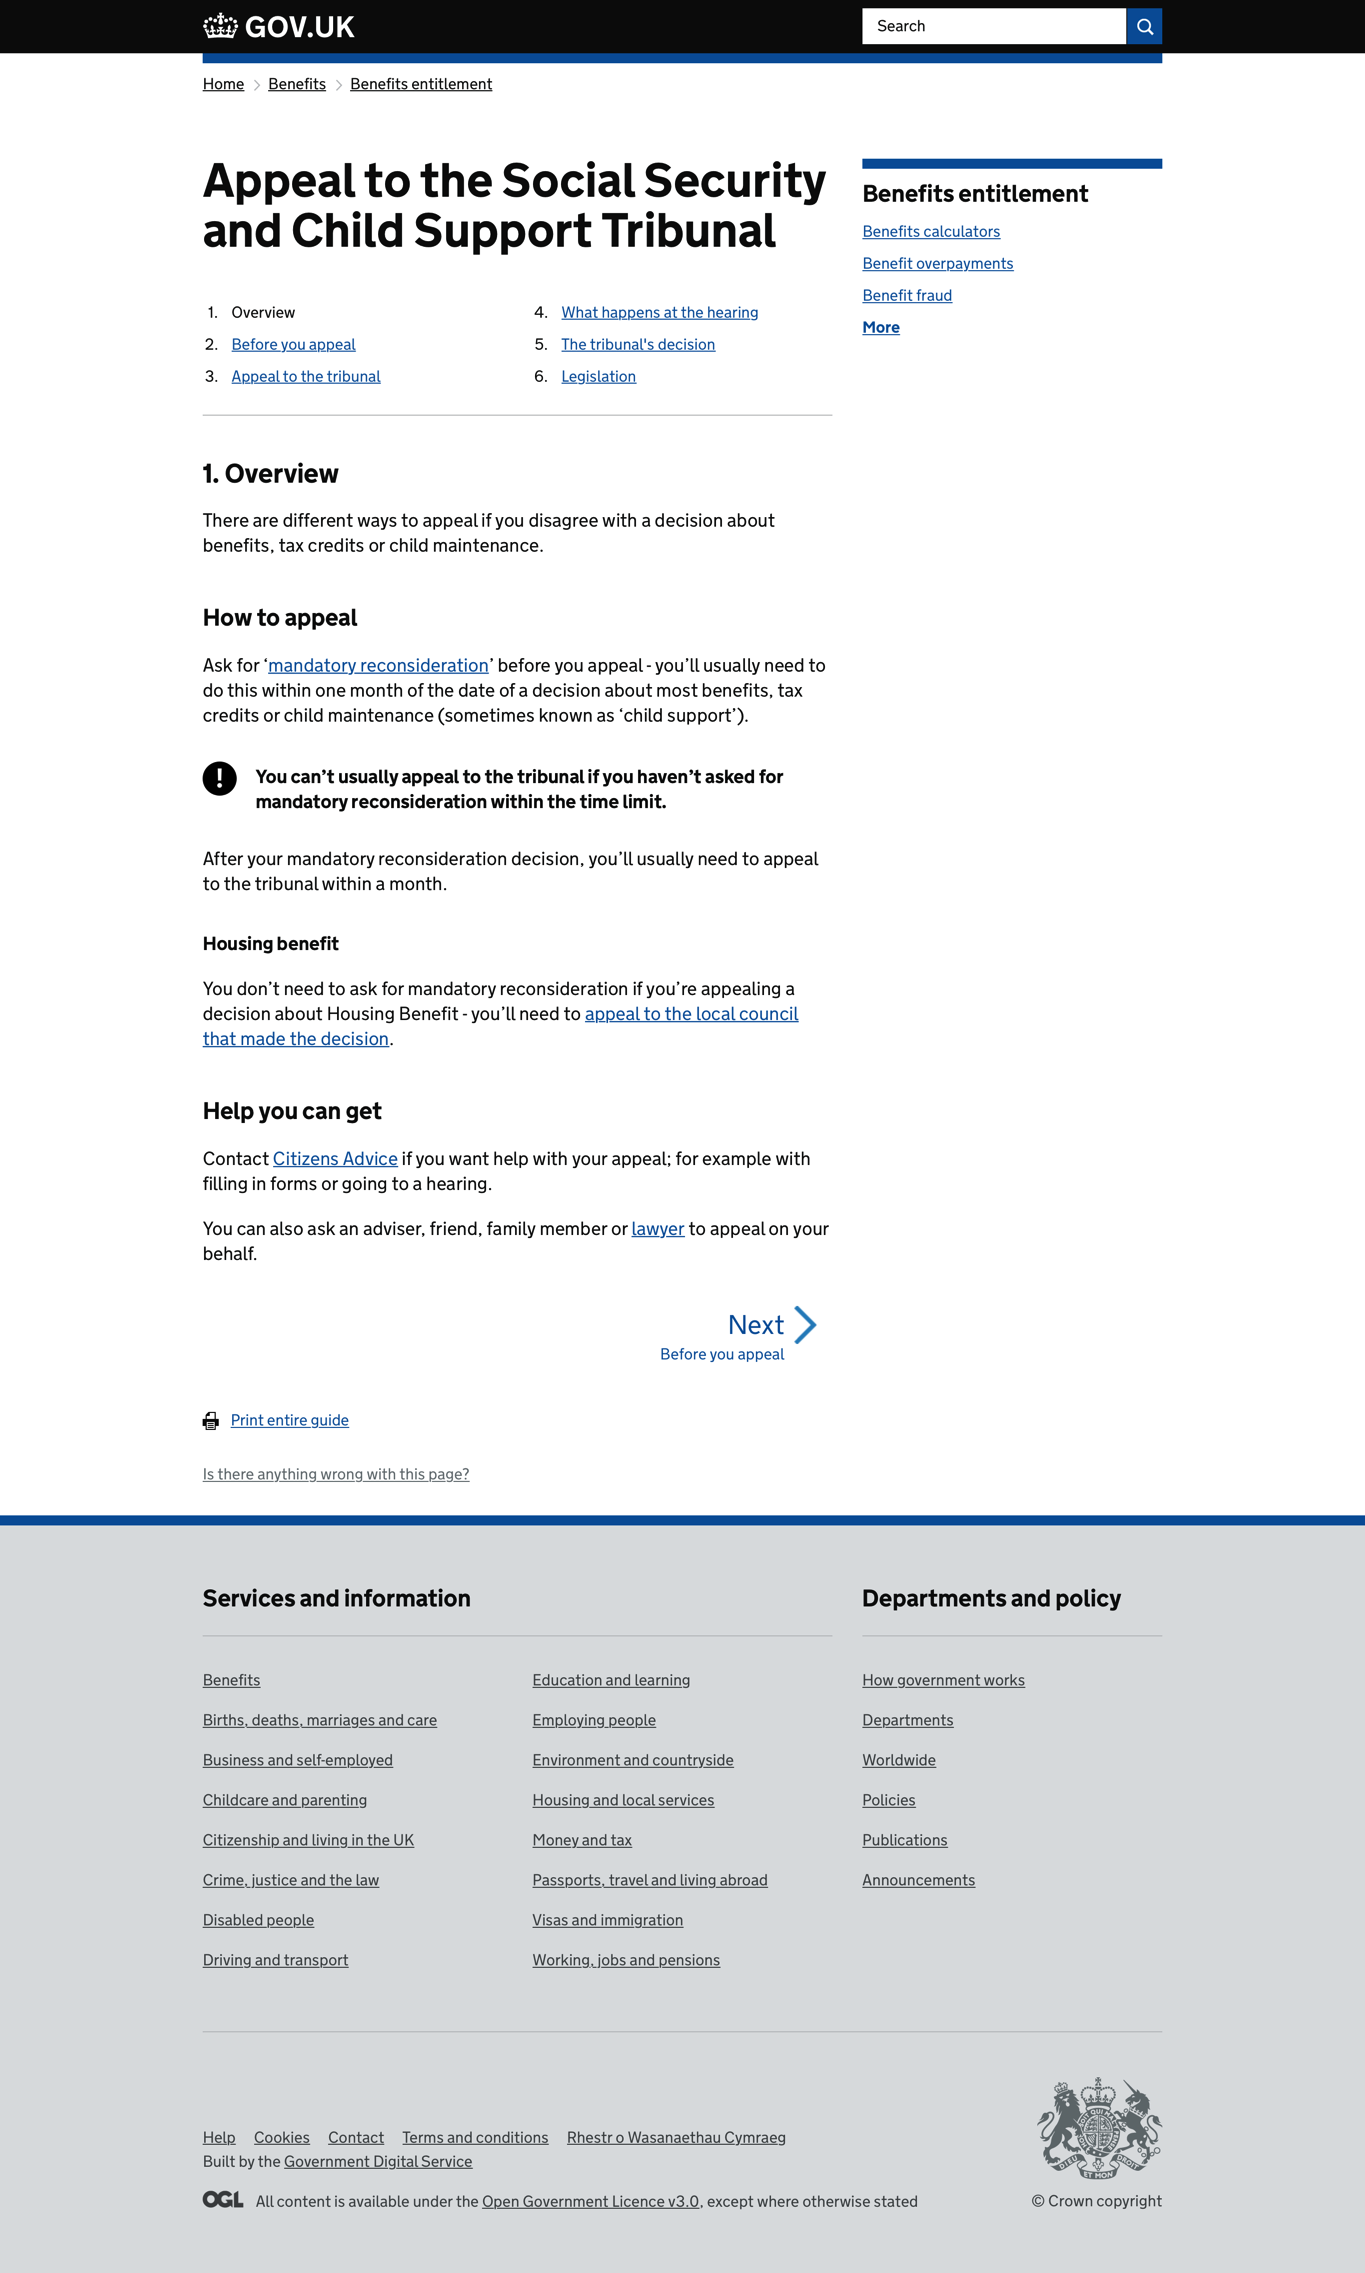 GOV.UK
Search
Home Benefits Benefits entitlement
Appeal to the Social Security
and Child Support Tribunal
1. Overview
2. Before you appeal
3. Appeal to the tribunal
4. What happens at the hearing
5. The tribunal's decision
6. Legislation
Benefits entitlement
Benefits calculators
Benefit overpayments
Benefit fraud
More
1. Overview
There are different ways to appeal if you disagree with a decision about
benefits, tax credits or child maintenance.
How to appeal
Ask for ‘mandatory reconsideration’ before you appeal - you’ll usually need to
do this within one month of the date of a decision about most benefits, tax
credits or child maintenance (sometimes known as ‘child support’).
! You can’t usually appeal to the tribunal if you haven’t asked for
mandatory reconsideration within the time limit.
After your mandatory reconsideration decision, you’ll usually need to appeal
to the tribunal within a month.
Housing benefit
You don’t need to ask for mandatory reconsideration if you’re appealing a
decision about Housing Benefit - you’ll need to appeal to the local council
that made the decision.
Help you can get
Contact Citizens Advice if you want help with your appeal; for example with
filling in forms or going to a hearing.
You can also ask an adviser, friend, family member or lawyer to appeal on your
behalf.
Next
Before you appeal
Print entire guide
Is there anything wrong with this page?
Services and information
Benefits
Births, deaths, marriages and care
Business and self-employed
Childcare and parenting
Citizenship and living in the UK
Crime, justice and the law
Disabled people
Driving and transport
Education and learning
Employing people
Environment and countryside
Housing and local services
Money and tax
Passports, travel and living abroad
Visas and immigration
Working, jobs and pensions
Departments and policy
How government works
Departments
Worldwide
Policies
Publications
Announcements
Help Cookies Contact Terms and conditions Rhestr o Wasanaethau Cymraeg
Built by the Government Digital Service
OGL All content is available under the Open Government Licence v3.0, except where otherwise stated
DIEU ET MON DROIT
© Crown copyright